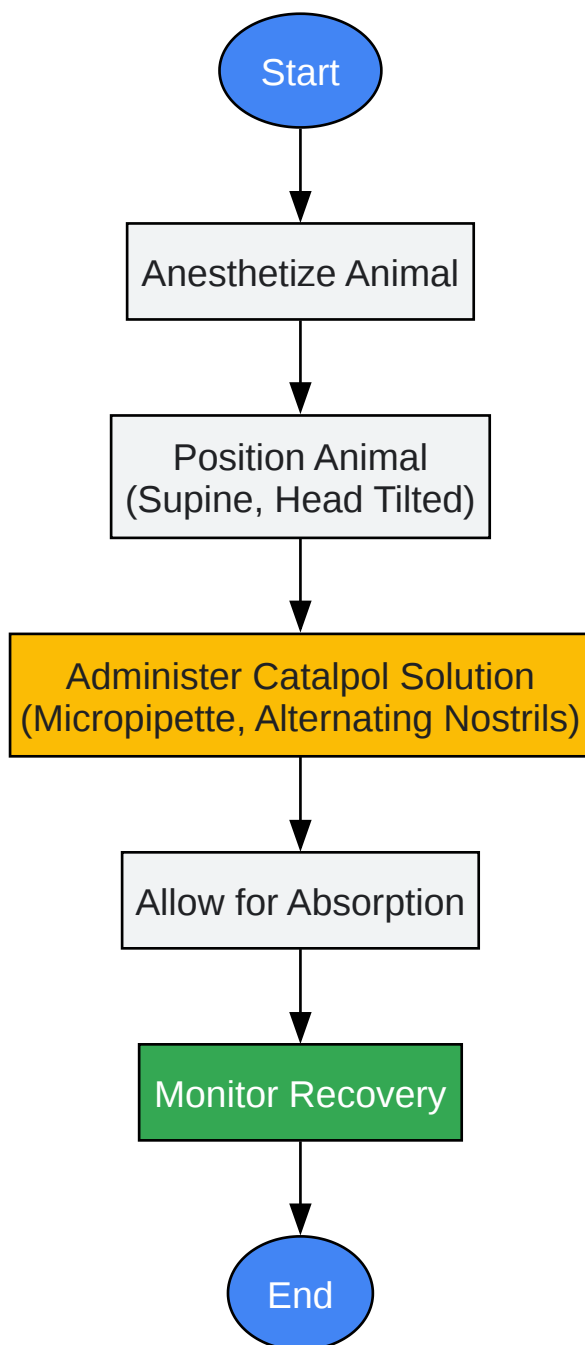 Start
Anesthetize Animal
Position Animal
(Supine, Head Tilted)
Administer Catalpol Solution
(Micropipette, Alternating Nostrils)
Allow for Absorption
Monitor Recovery
End